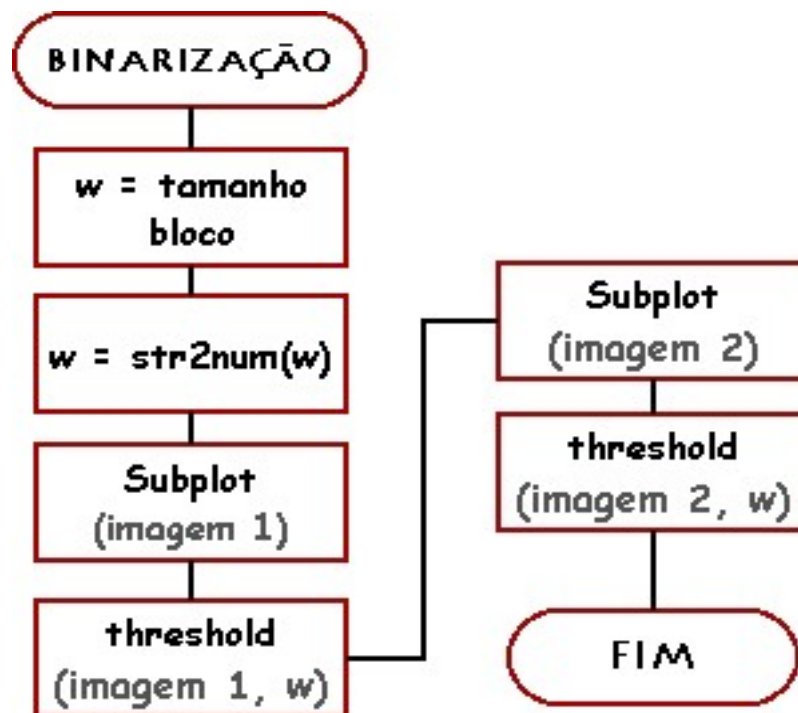 BINARIZAÇÃO
w = tamanho
bloco
w = str2num(w)
Subplot
(imagem 1)
threshold
(imagem 1, w)
Subplot
(imagem 2)
threshold
(imagem 2, w)
FIM